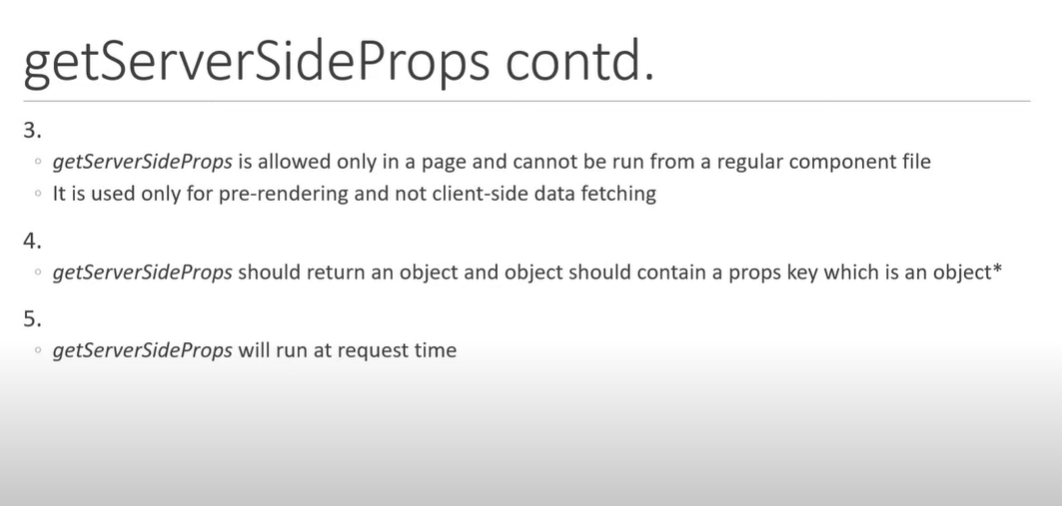 getServerSideProps contd.
3.
◦ getServerSideProps is allowed only in a page and cannot be run from a regular component file
◦ It is used only for pre-rendering and not client-side data fetching
4.
◦ getServerSideProps should return an object and object should contain a props key which is an object*
5.
◦ getServerSideProps will run at request time